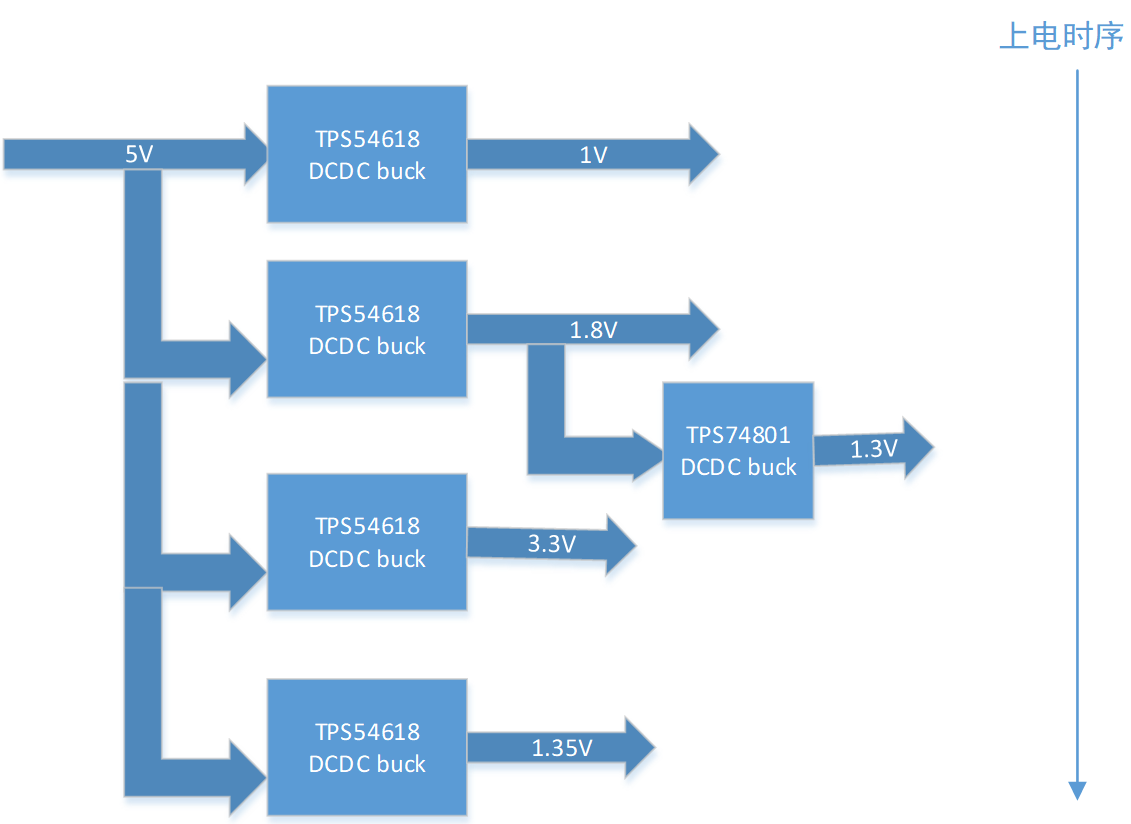 上电时序
5V
TPS54618
DCDC buck
1V
TPS54618
DCDC buck
1.8V
TPS74801
DCDC buck
1.3V
TPS54618
DCDC buck
3.3V
TPS54618
DCDC buck
1.35V